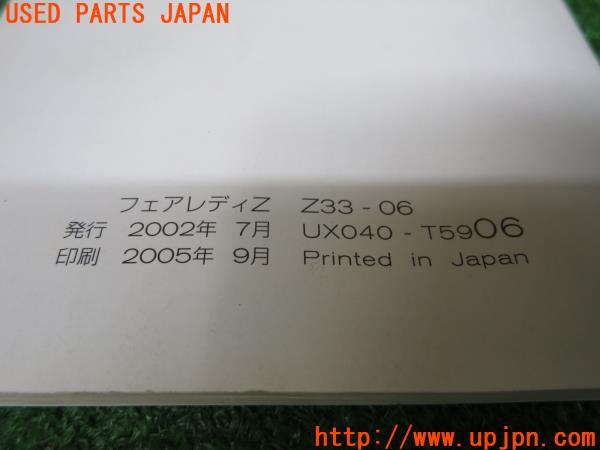 USED PARTS JAPAN
フェアレディZ Z33-06
発行 2002年 7月 UX040-T5906
印刷 2005年 9月 Printed in Japan
http://www.upjpn.com/